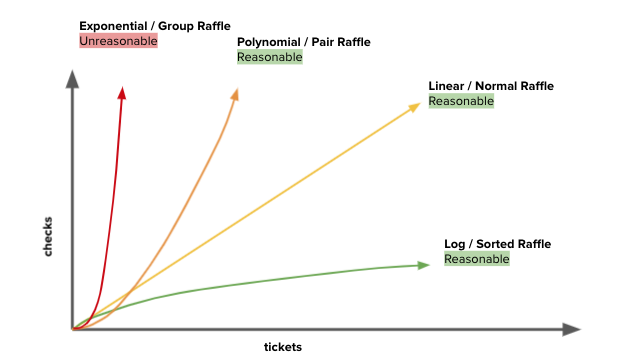 Exponential / Group Raffle
Unreasonable
Polynomial / Pair Raffle
Reasonable
Linear / Normal Raffle
Reasonable
Log / Sorted Raffle
Reasonable
checks
tickets